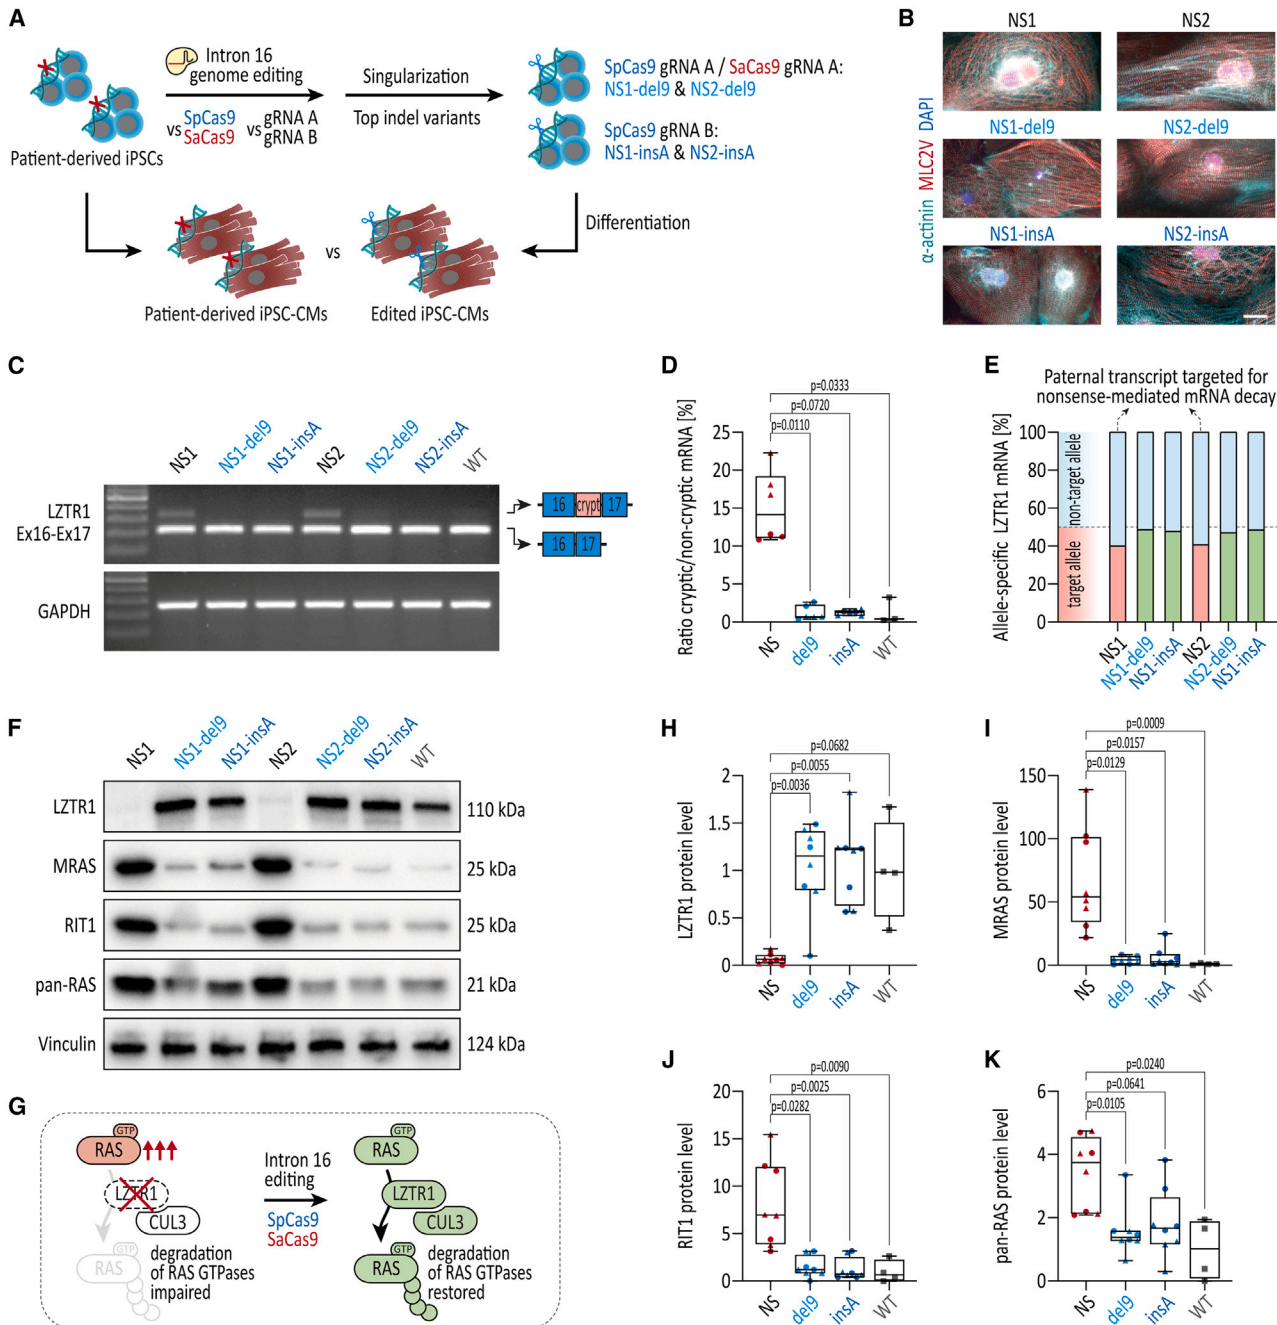 A
Intron 16
genome editing
SpCas9
vs
SaCas9
vs
gRNA A
gRNA B
Patient-derived iPSCs
Singularization
Top indel variants
SpCas9 gRNA A / SaCas9 gRNA A:
NS1-del9 & NS2-del9
SpCas9 gRNA B:
NS1-insA & NS2-insA
Differentiation
vs
Patient-derived iPSC-CMs
Edited iPSC-CMs
B
NS1
NS2
NS1-del9
NS2-del9
NS1-insA
NS2-insA
α-actinin MLC2V DAPI
C
NS1
NS1-del9
NS1-insA
NS2
NS2-del9
NS2-insA
WT
LZTR1
Ex16-Ex17
GAPDH
16
crypt
17
16
17
D
p=0.0333
p=0.0720
p=0.0110
Ratio cryptic/non-cryptic mRNA [%]
25
20
15
10
5
0
NS
del9
insA
WT
E
Paternal transcript targeted for
nonsense-mediated mRNA decay
Allele-specific LZTR1 mRNA [%]
100
80
60
40
20
0
non-target allele
target allele
NS1
NS1-del9
NS1-insA
NS2
NS2-del9
NS1-insA
F
NS1
NS1-del9
NS1-insA
NS2
NS2-del9
NS2-insA
WT
LZTR1
110 kDa
MRAS
25 kDa
RIT1
25 kDa
pan-RAS
21 kDa
Vinculin
124 kDa
G
GTP
RAS
LZTR1
CUL3
GTP
RAS
degradation
of RAS GTPases
impaired
Intron 16
editing
SpCas9
SaCas9
GTP
RAS
LZTR1
CUL3
GTP
RAS
degradation
of RAS GTPases
restored
H
p=0.0682
p=0.0055
p=0.0036
LZTR1 protein level
2
1.5
1
0.5
0
NS
del9
insA
WT
I
p=0.0009
p=0.0157
p=0.0129
MRAS protein level
150
100
50
0
NS
del9
insA
WT
J
p=0.0090
p=0.0025
p=0.0282
RIT1 protein level
20
15
10
5
0
NS
del9
insA
WT
K
p=0.0240
p=0.0641
p=0.0105
pan-RAS protein level
6
4
2
0
NS
del9
insA
WT